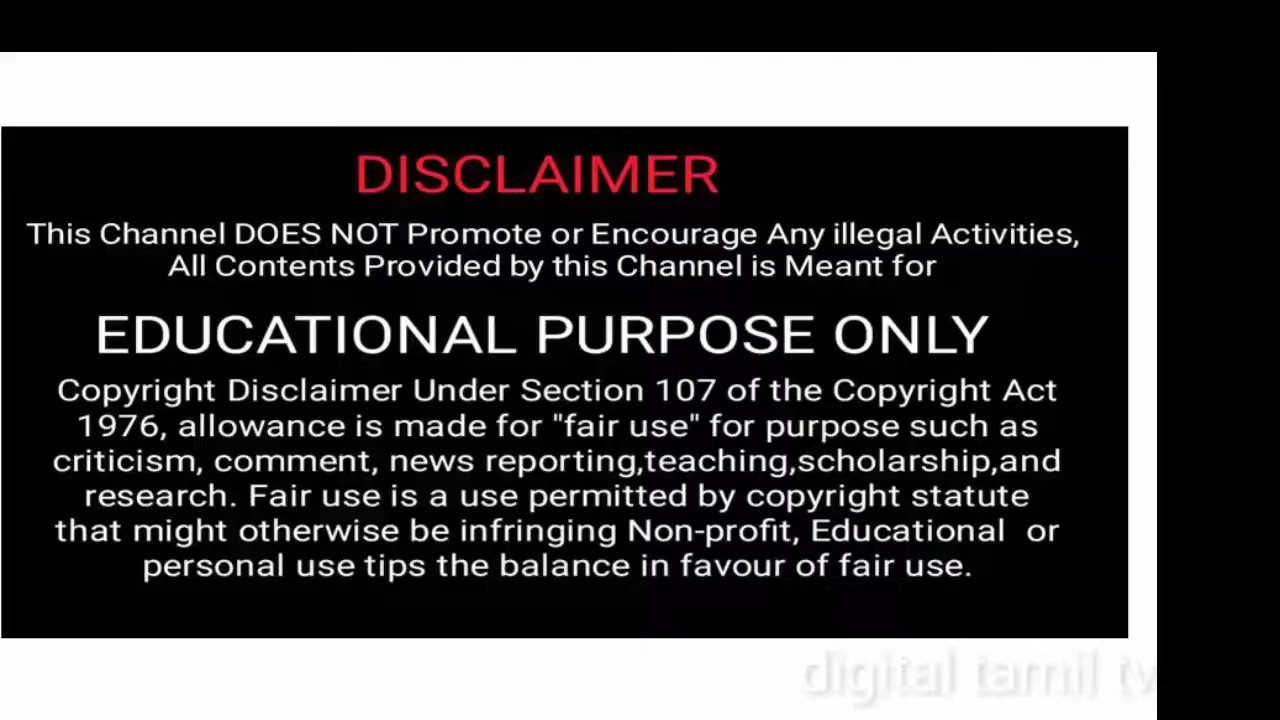 DISCLAIMER
This Channel DOES NOT Promote or Encourage Any illegal Activities,
All Contents Provided by this Channel is Meant for
EDUCATIONAL PURPOSE ONLY
Copyright Disclaimer Under Section 107 of the Copyright Act
1976, allowance is made for "fair use" for purpose such as
criticism, comment, news reporting,teaching,scholarship,and
research. Fair use is a use permitted by copyright statute
that might otherwise be infringing Non-profit, Educational or
personal use tips the balance in favour of fair use.
digital tamil tv